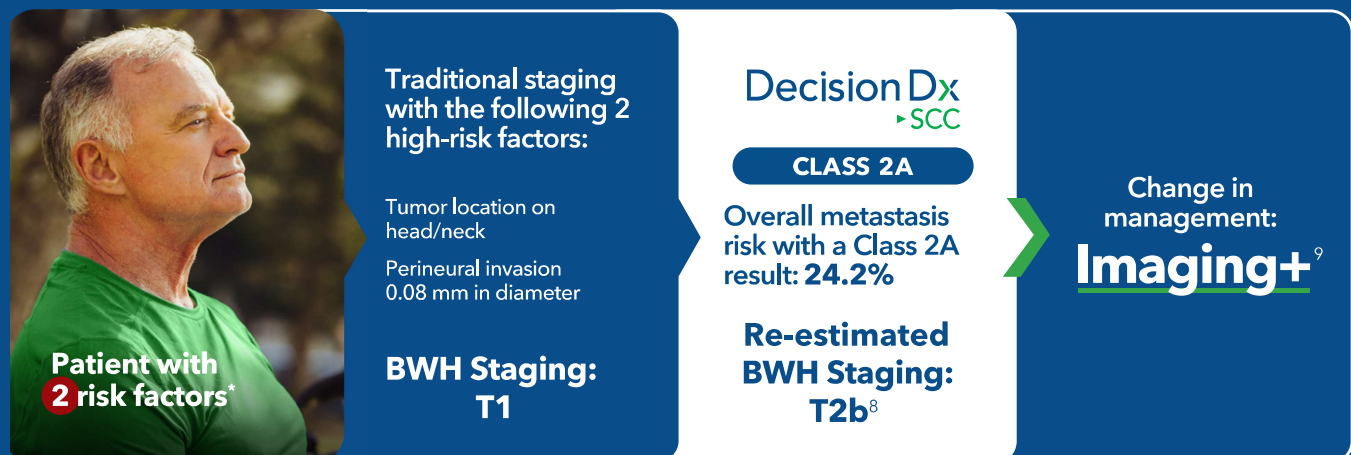 Patient with
2 risk factors*
Traditional staging
with the following 2
high-risk factors:
Tumor location on
head/neck
Perineural invasion
0.08 mm in diameter
BWH Staging:
T1
DecisionDx
▸SCC
CLASS 2A
Overall metastasis
risk with a Class 2A
result: 24.2%
Re-estimated
BWH Staging:
T2b⁸
Change in
management:
Imaging+⁹